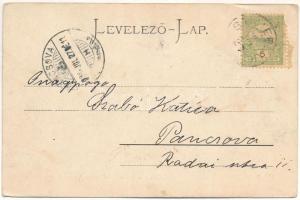 LEVELEZŐ-LAP.
Nagyságos
Szabó Katica
Pancsova
Radai utca 11.